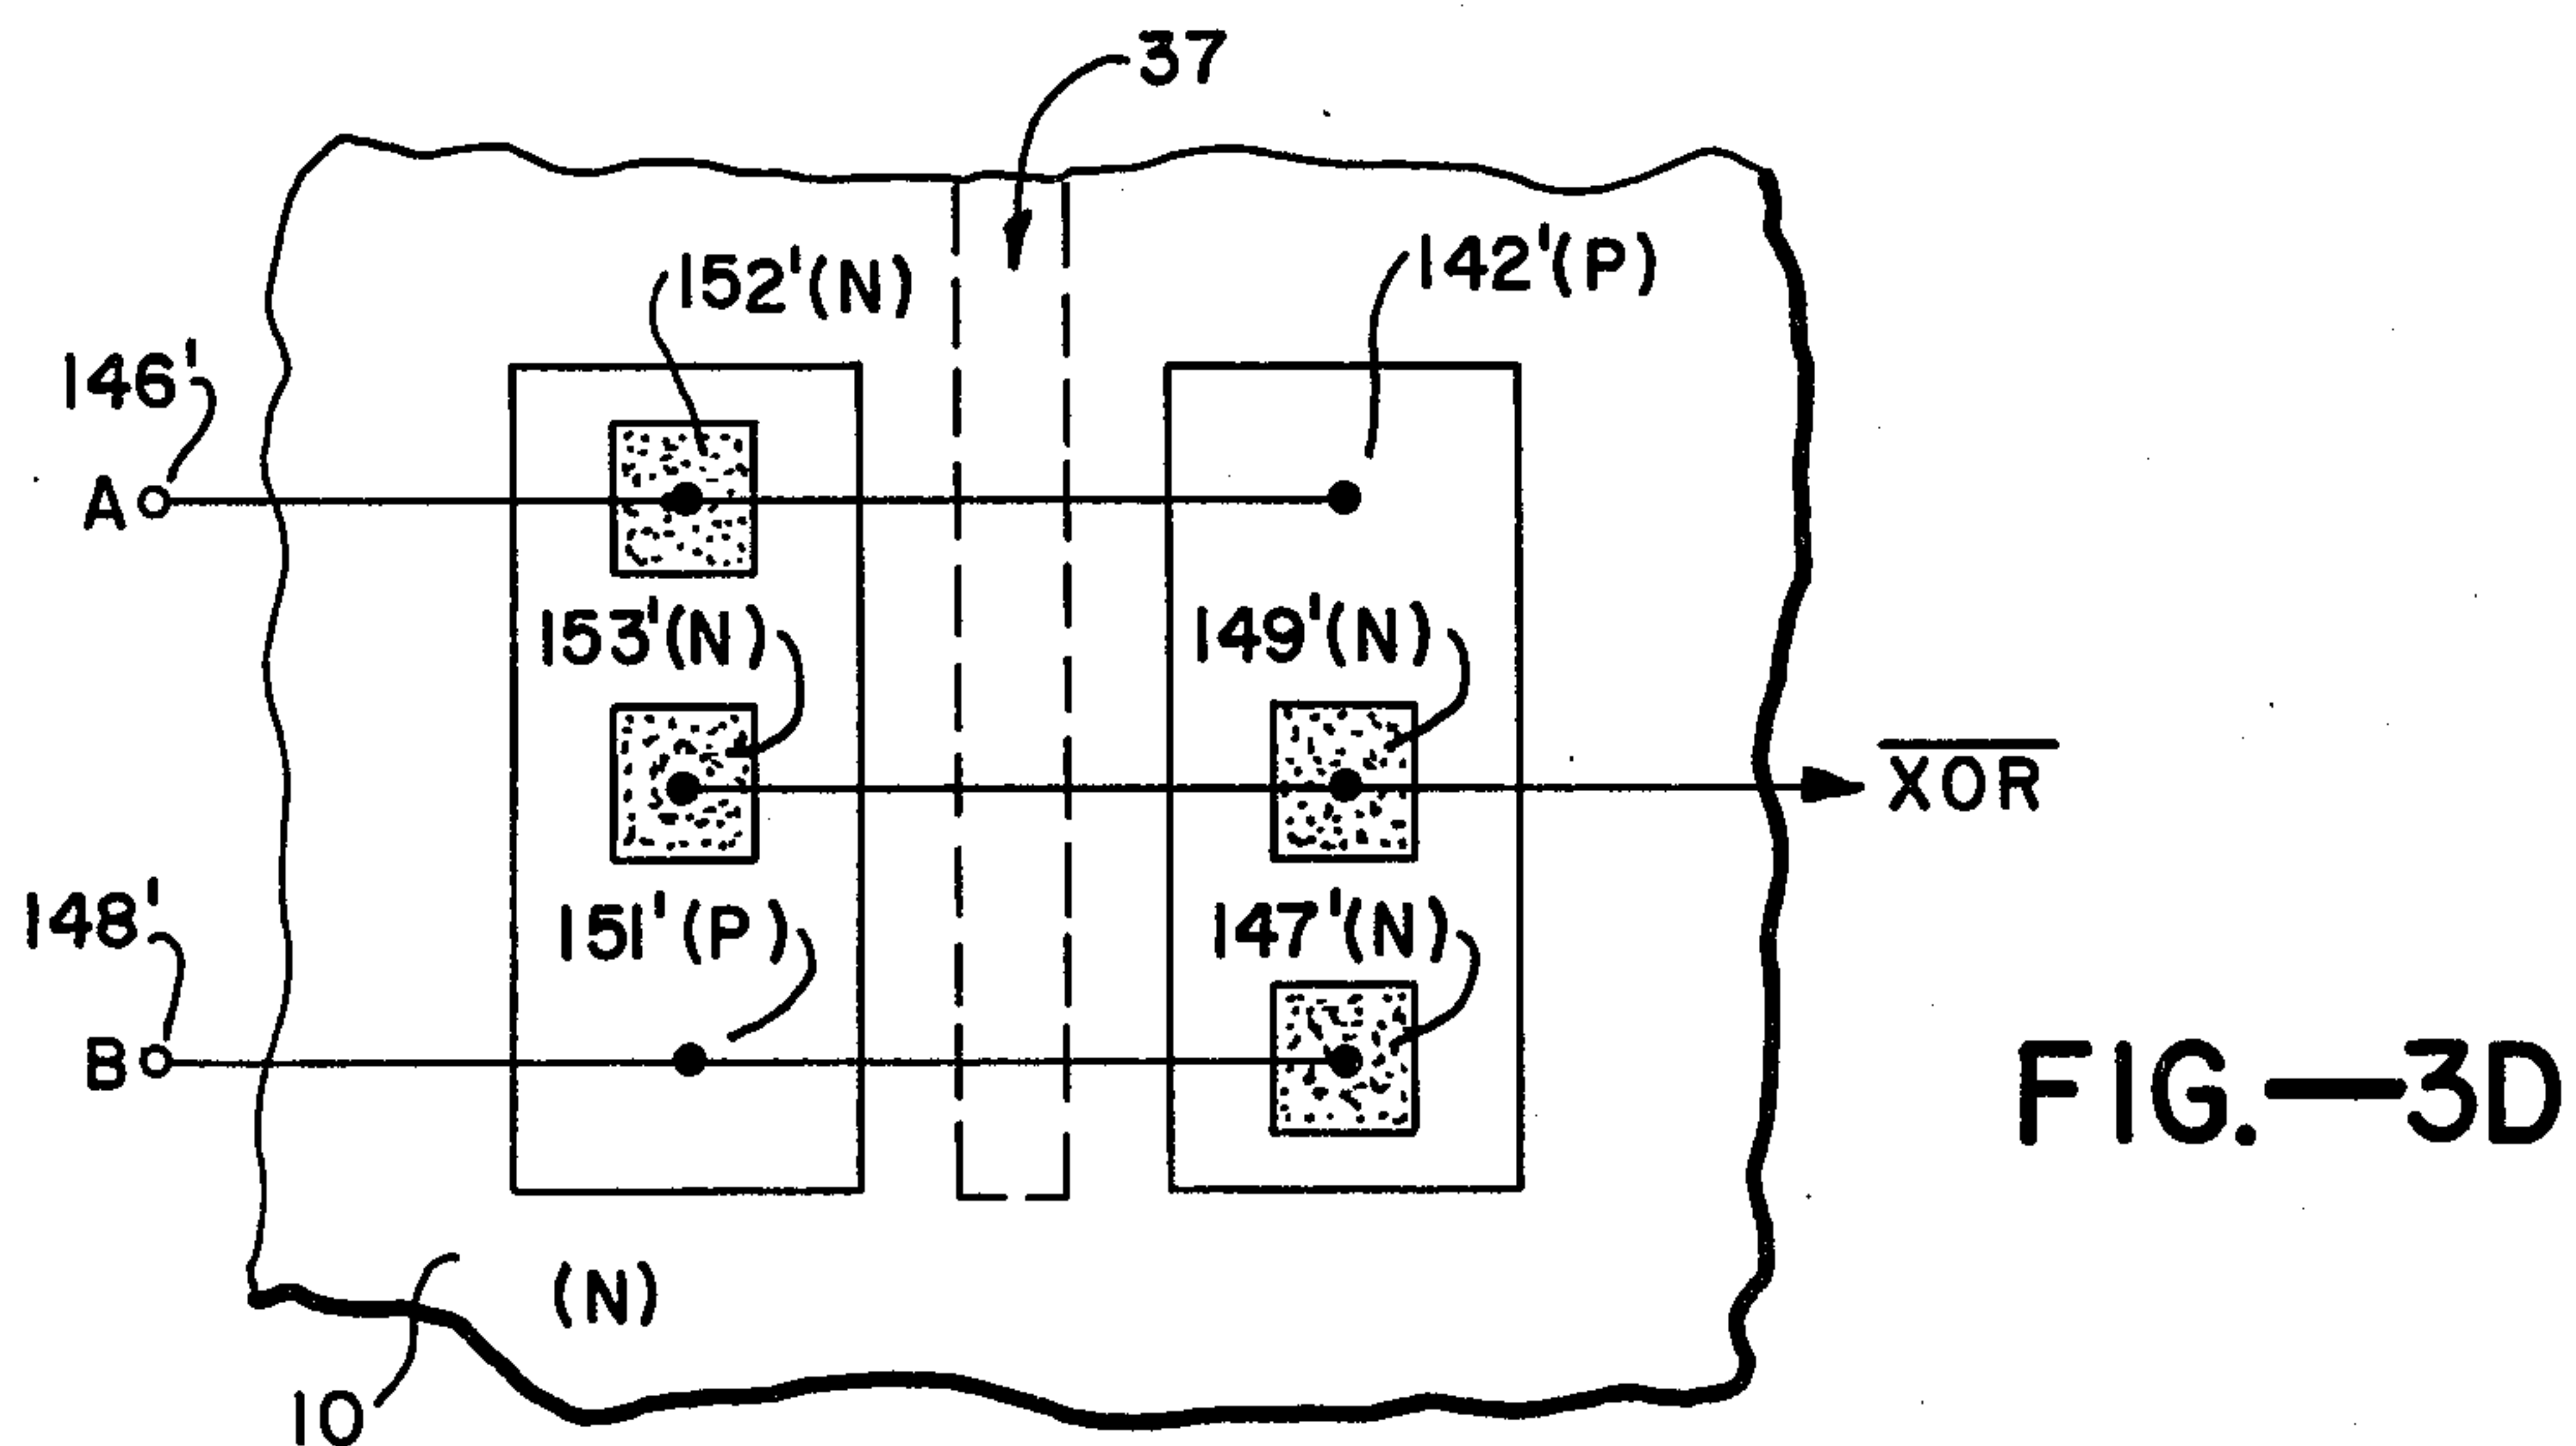 37
152'(N)
142'(P)
146'
A
153'(N)
149'(N)
XOR
148'
151'(P)
147'(N)
B
FIG.—3D
(N)
10